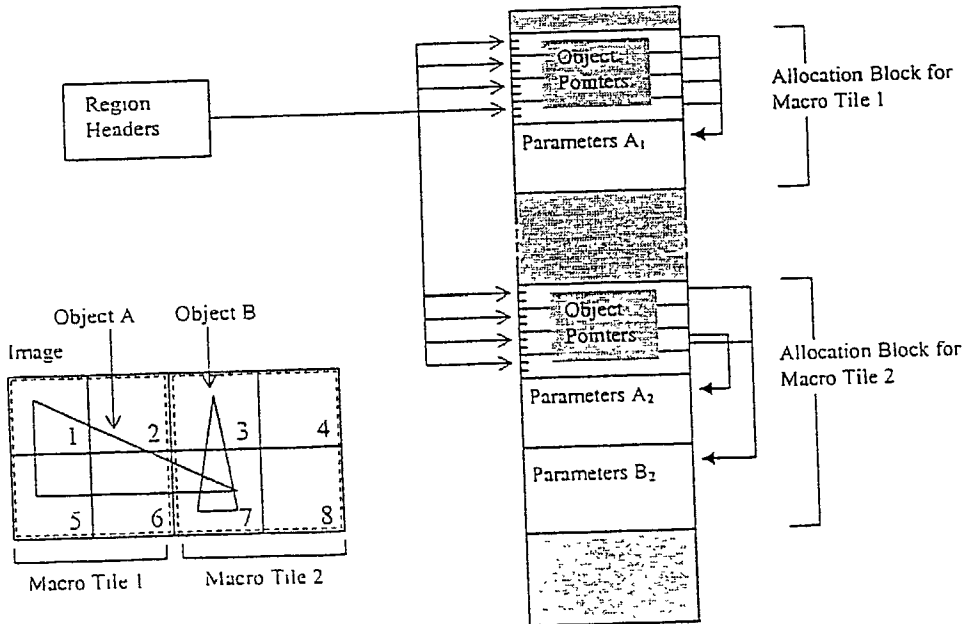 Region
Headers
Object
Pointers
Parameters A₁
Allocation Block for
Macro Tile 1
Object
Pointers
Parameters A₂
Parameters B₂
Allocation Block for
Macro Tile 2
Object A
Object B
Image
1
2
3
4
5
6
7
8
Macro Tile 1
Macro Tile 2